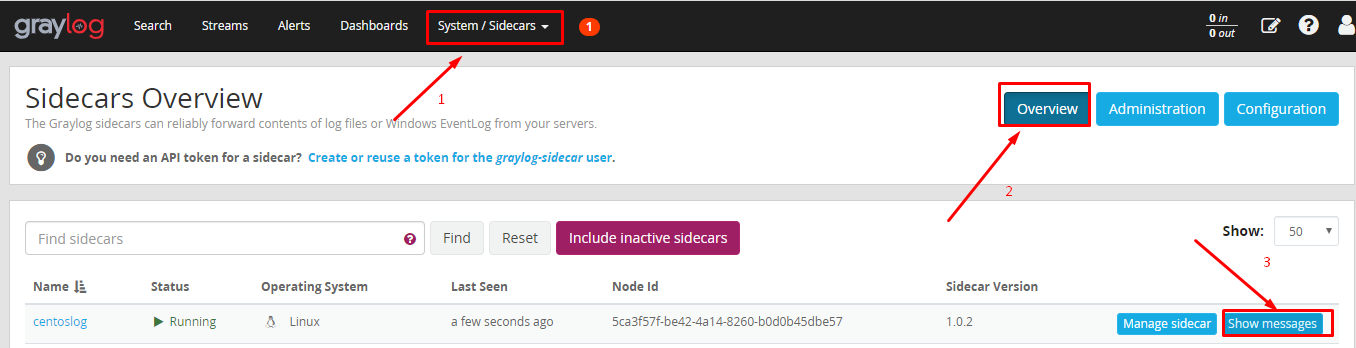 graylog Search Streams Alerts Dashboards System / Sidecars 1 0 in
0 out
1
Sidecars Overview
Overview Administration Configuration
The Graylog sidecars can reliably forward contents of log files or Windows EventLog from your servers.
Do you need an API token for a sidecar? Create or reuse a token for the graylog-sidecar user.
2
Find sidecars Find Reset Include inactive sidecars Show: 50
3
Name Status Operating System Last Seen Node Id Sidecar Version
centoslog Running Linux a few seconds ago 5ca3f57f-be42-4a14-8260-b0d0b45dbe57 1.0.2 Manage sidecar Show messages